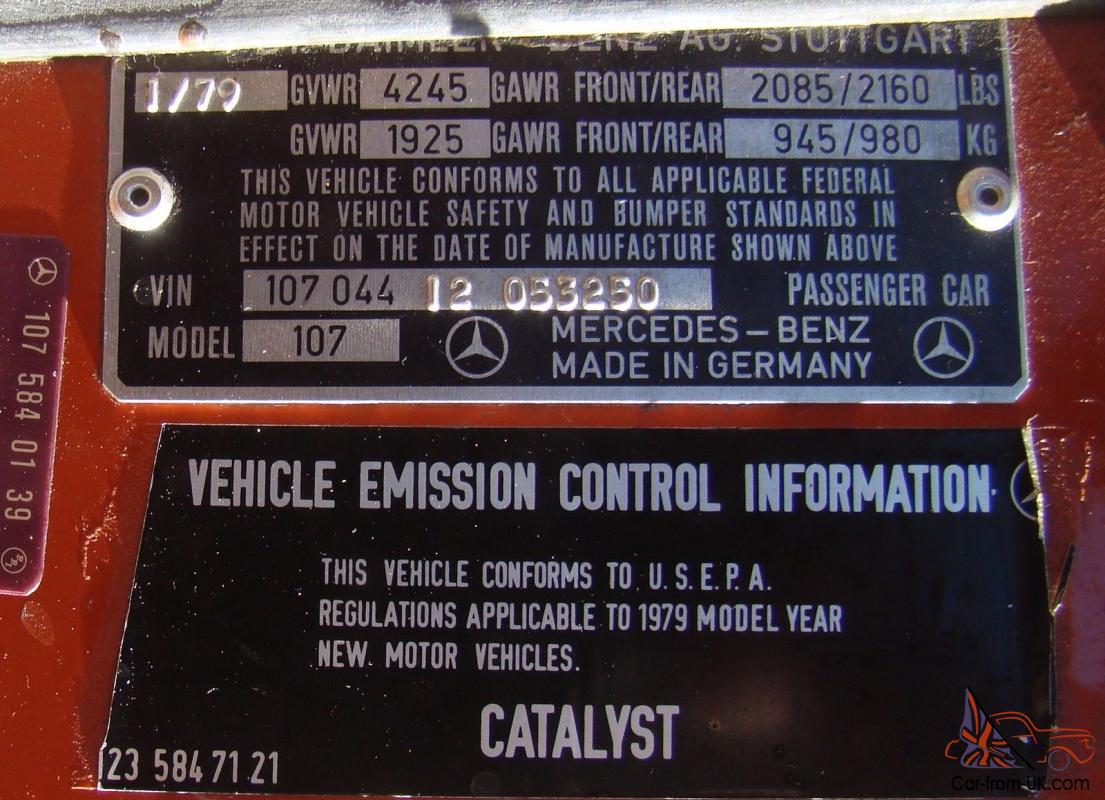 DAIMLER - BENZ AG. STUTTGART
1/79 GVWR 4245 GAWR FRONT/REAR 2085/2160 LBS
GVWR 1925 GAWR FRONT/REAR 945/980 KG
THIS VEHICLE CONFORMS TO ALL APPLICABLE FEDERAL
MOTOR VEHICLE SAFETY AND BUMPER STANDARDS IN
EFFECT ON THE DATE OF MANUFACTURE SHOWN ABOVE
VIN 107 044 12 053250 PASSENGER CAR
MODEL 107 MERCEDES-BENZ
MADE IN GERMANY
107 584 01 39
VEHICLE EMISSION CONTROL INFORMATION
THIS VEHICLE CONFORMS TO U.S.E.P.A.
REGULATIONS APPLICABLE TO 1979 MODEL YEAR
NEW MOTOR VEHICLES.
CATALYST
23 584 71 21
Car-from-UK.com